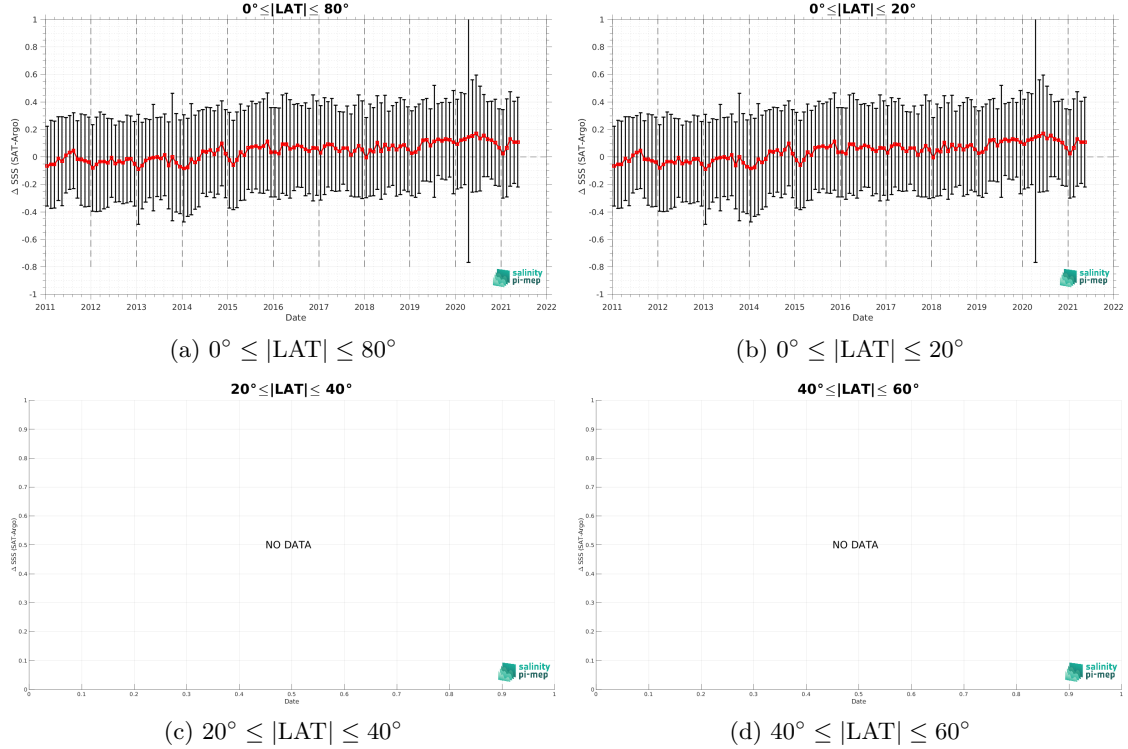 0°≤|LAT|≤ 80°
1
0.8
0.6
0.4
0.2
0
-0.2
-0.4
-0.6
-0.8
-1
Δ SSS (SAT-Argo)
2011 2012 2013 2014 2015 2016 2017 2018 2019 2020 2021 2022
Date
salinity
pi-mep
(a) 0° ≤ |LAT| ≤ 80°
0°≤|LAT|≤ 20°
1
0.8
0.6
0.4
0.2
0
-0.2
-0.4
-0.6
-0.8
-1
Δ SSS (SAT-Argo)
2011 2012 2013 2014 2015 2016 2017 2018 2019 2020 2021 2022
Date
salinity
pi-mep
(b) 0° ≤ |LAT| ≤ 20°
20°≤|LAT|≤ 40°
1
0.9
0.8
0.7
0.6
0.5
0.4
0.3
0.2
0.1
0
Δ SSS (SAT-Argo)
NO DATA
0 0.1 0.2 0.3 0.4 0.5 0.6 0.7 0.8 0.9 1
Date
salinity
pi-mep
(c) 20° ≤ |LAT| ≤ 40°
40°≤|LAT|≤ 60°
1
0.9
0.8
0.7
0.6
0.5
0.4
0.3
0.2
0.1
0
Δ SSS (SAT-Argo)
NO DATA
0 0.1 0.2 0.3 0.4 0.5 0.6 0.7 0.8 0.9 1
Date
salinity
pi-mep
(d) 40° ≤ |LAT| ≤ 60°